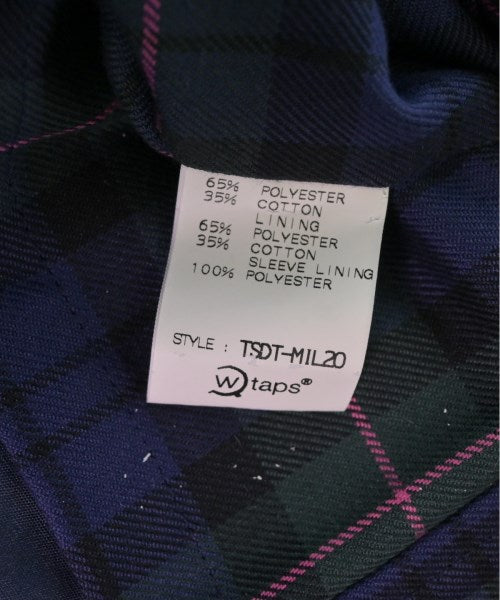 65% POLYESTER
35% COTTON
LINING
65% POLYESTER
35% COTTON
SLEEVE LINING
100% POLYESTER
STYLE : TSDT-MIL20
W taps®